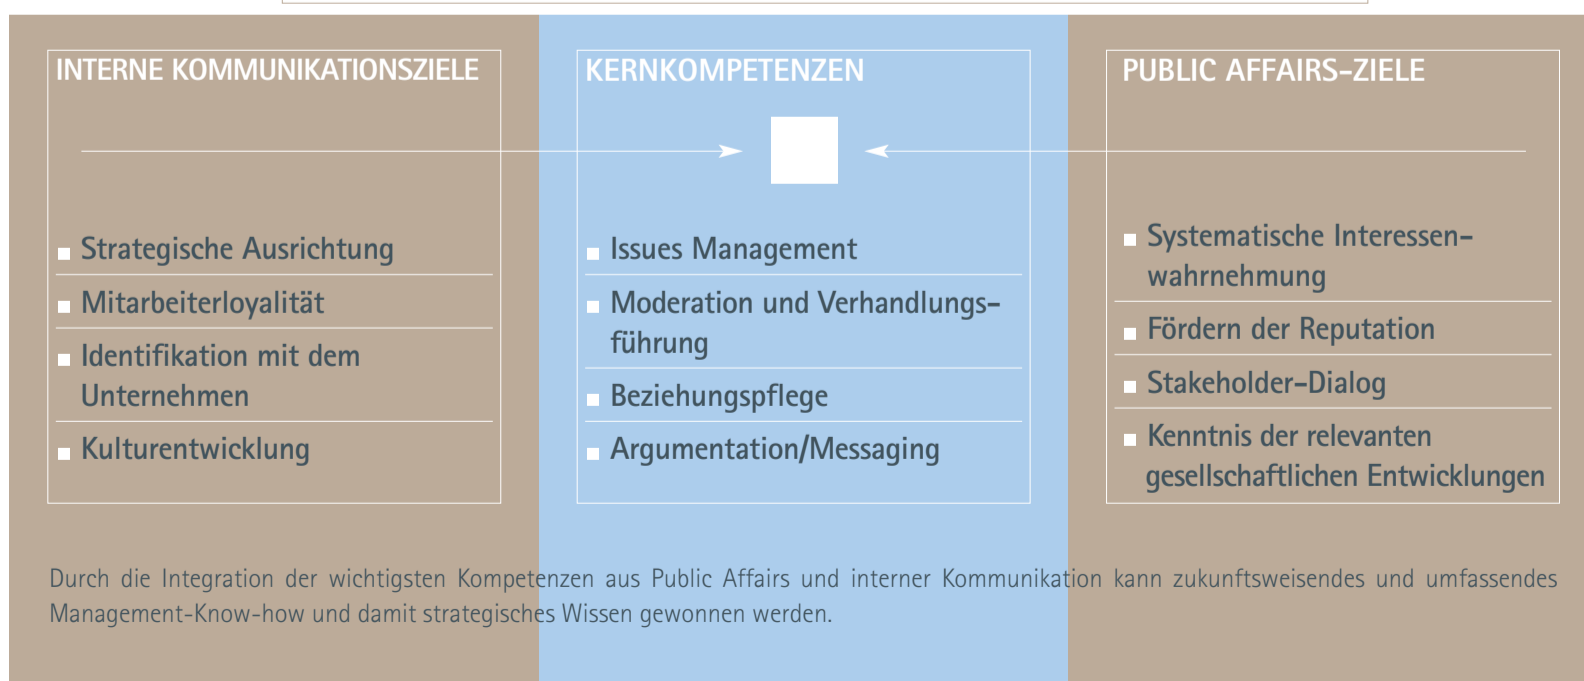 INTERNE KOMMUNIKATIONSZIELE
Strategische Ausrichtung
Mitarbeiterloyalität
Identifikation mit dem
Unternehmen
Kulturentwicklung
KERNKOMPETENZEN
Issues Management
Moderation und Verhandlungs-
führung
Beziehungspflege
Argumentation/Messaging
PUBLIC AFFAIRS-ZIELE
Systematische Interessen-
wahrnehmung
Fördern der Reputation
Stakeholder-Dialog
Kenntnis der relevanten
gesellschaftlichen Entwicklungen
Durch die Integration der wichtigsten Kompetenzen aus Public Affairs und interner Kommunikation kann zukunftsweisendes und umfassendes
Management-Know-how und damit strategisches Wissen gewonnen werden.